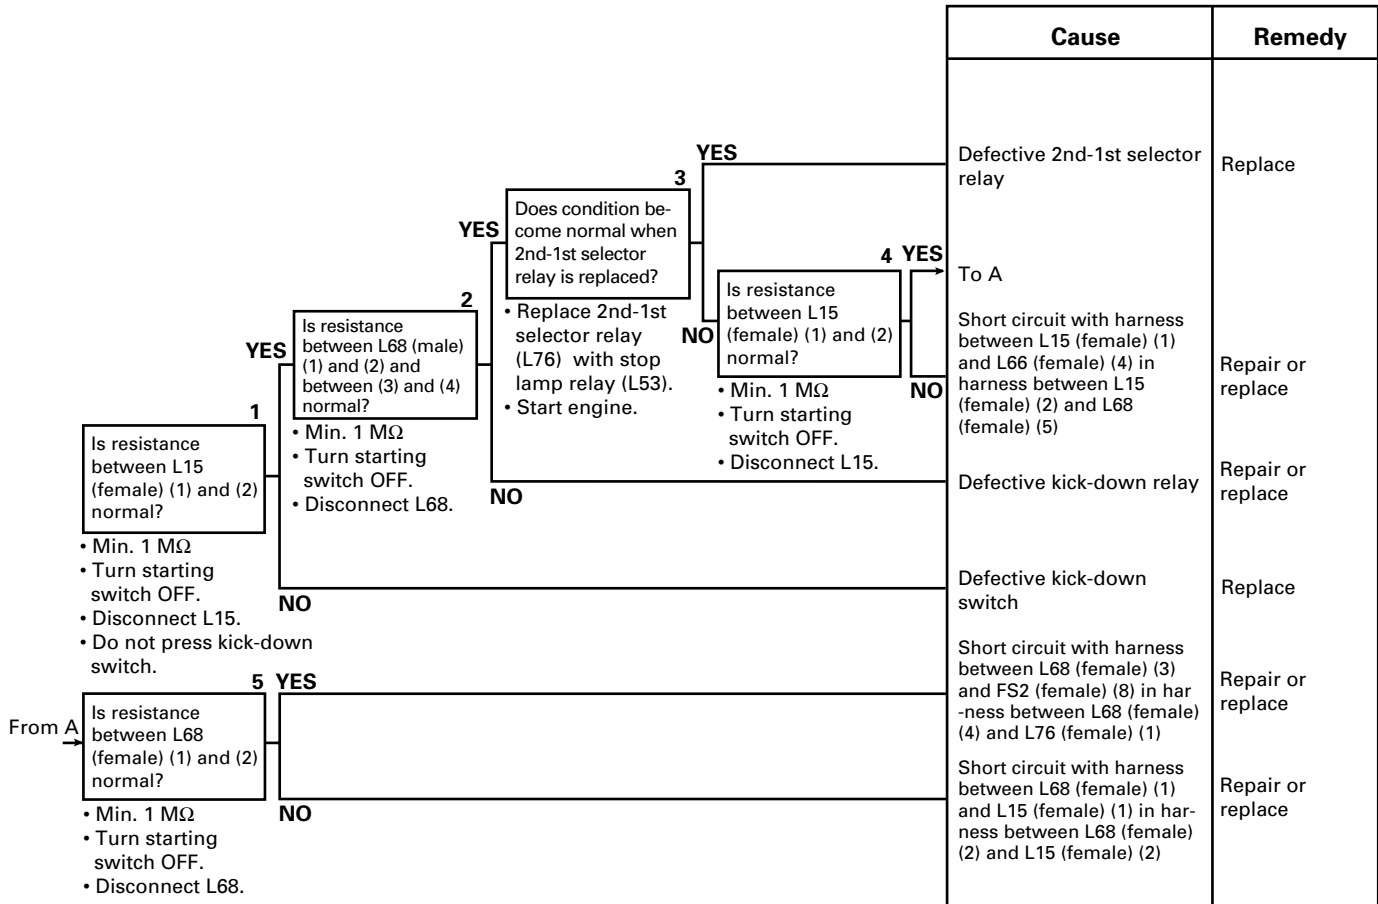 Cause
Remedy
YES
Defective 2nd-1st selector
relay
Replace
3
Does condition be-
come normal when
2nd-1st selector
relay is replaced?
YES
• Replace 2nd-1st
selector relay
(L76) with stop
lamp relay (L53).
• Start engine.
4 YES
To A
Is resistance
between L15
(female) (1) and (2)
normal?
NO
• Min. 1 MΩ
• Turn starting
switch OFF.
• Disconnect L15.
NO
Short circuit with harness
between L15 (female) (1)
and L66 (female) (4) in
harness between L15
(female) (2) and L68
(female) (5)
Repair or
replace
2
Is resistance
between L68 (male)
(1) and (2) and
between (3) and (4)
normal?
YES
• Min. 1 MΩ
• Turn starting
switch OFF.
• Disconnect L68.
NO
Defective kick-down relay
Repair or
replace
1
Is resistance
between L15
(female) (1) and (2)
normal?
• Min. 1 MΩ
• Turn starting
switch OFF.
• Disconnect L15.
• Do not press kick-down
switch.
NO
Defective kick-down
switch
Replace
5 YES
From A
Is resistance
between L68
(female) (1) and (2)
normal?
• Min. 1 MΩ
• Turn starting
switch OFF.
• Disconnect L68.
Short circuit with harness
between L68 (female) (3)
and FS2 (female) (8) in har
-ness between L68 (female)
(4) and L76 (female) (1)
Repair or
replace
NO
Short circuit with harness
between L68 (female) (1)
and L15 (female) (1) in har-
ness between L68 (female)
(2) and L15 (female) (2)
Repair or
replace